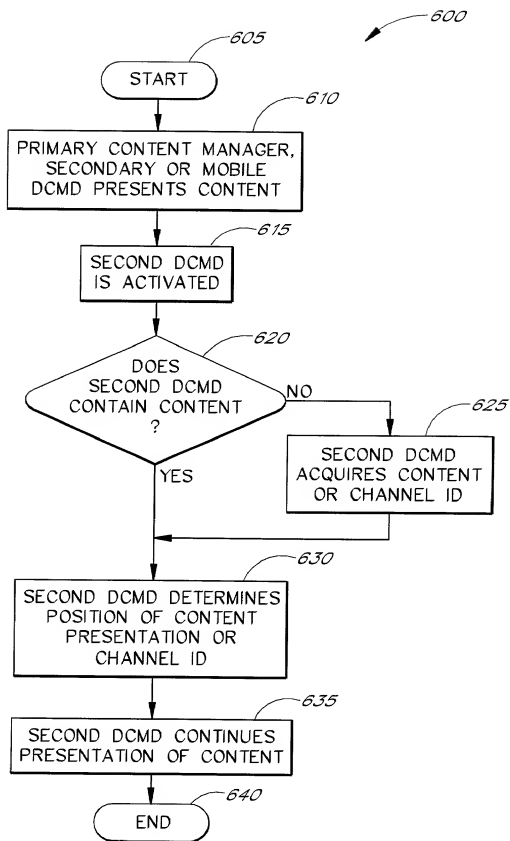 600
605
START
610
PRIMARY CONTENT MANAGER,
SECONDARY OR MOBILE
DCMD PRESENTS CONTENT
615
SECOND DCMD
IS ACTIVATED
620
DOES
SECOND DCMD
CONTAIN CONTENT
?
NO
625
SECOND DCMD
ACQUIRES CONTENT
OR CHANNEL ID
YES
630
SECOND DCMD DETERMINES
POSITION OF CONTENT
PRESENTATION OR
CHANNEL ID
635
SECOND DCMD CONTINUES
PRESENTATION OF CONTENT
640
END